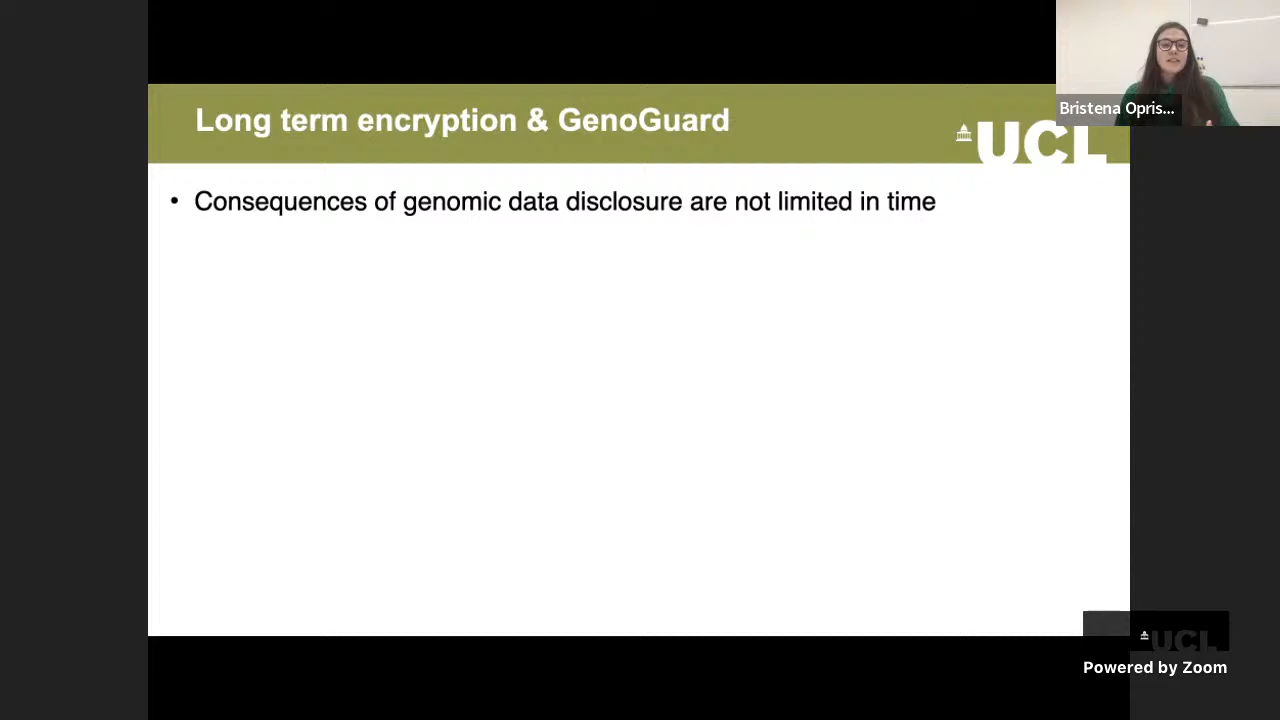 Long term encryption & GenoGuard
UCL
Bristena Opris...
• Consequences of genomic data disclosure are not limited in time
UCL
Powered by Zoom